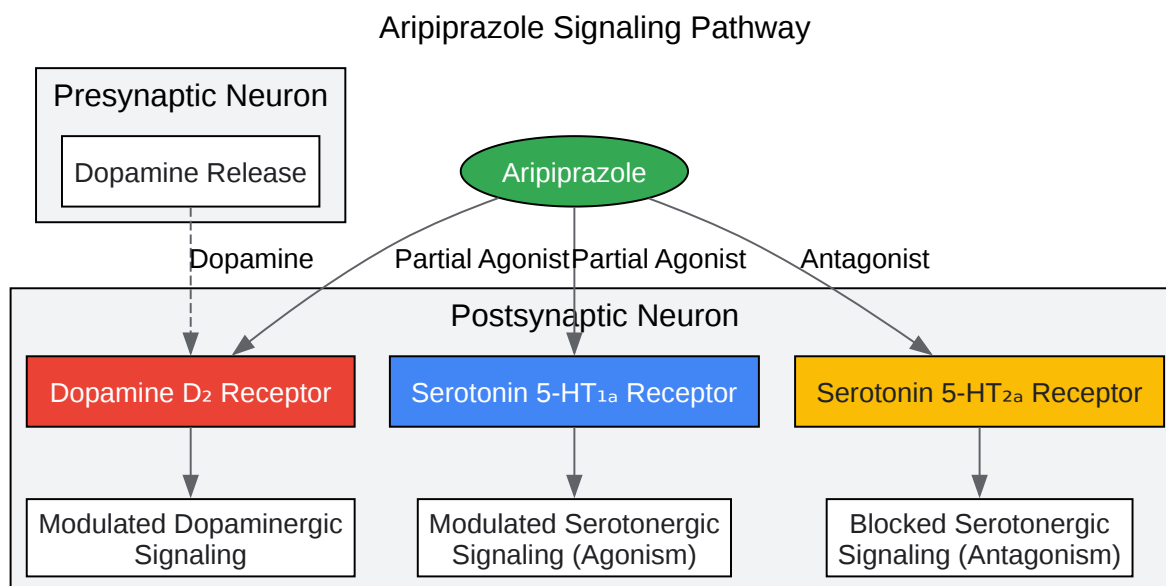 Aripiprazole Signaling Pathway
Presynaptic Neuron
Dopamine Release
Aripiprazole
Dopamine
Partial Agonist
Partial Agonist
Antagonist
Postsynaptic Neuron
Dopamine D₂ Receptor
Serotonin 5-HT₁ₐ Receptor
Serotonin 5-HT₂ₐ Receptor
Modulated Dopaminergic
Signaling
Modulated Serotonergic
Signaling (Agonism)
Blocked Serotonergic
Signaling (Antagonism)